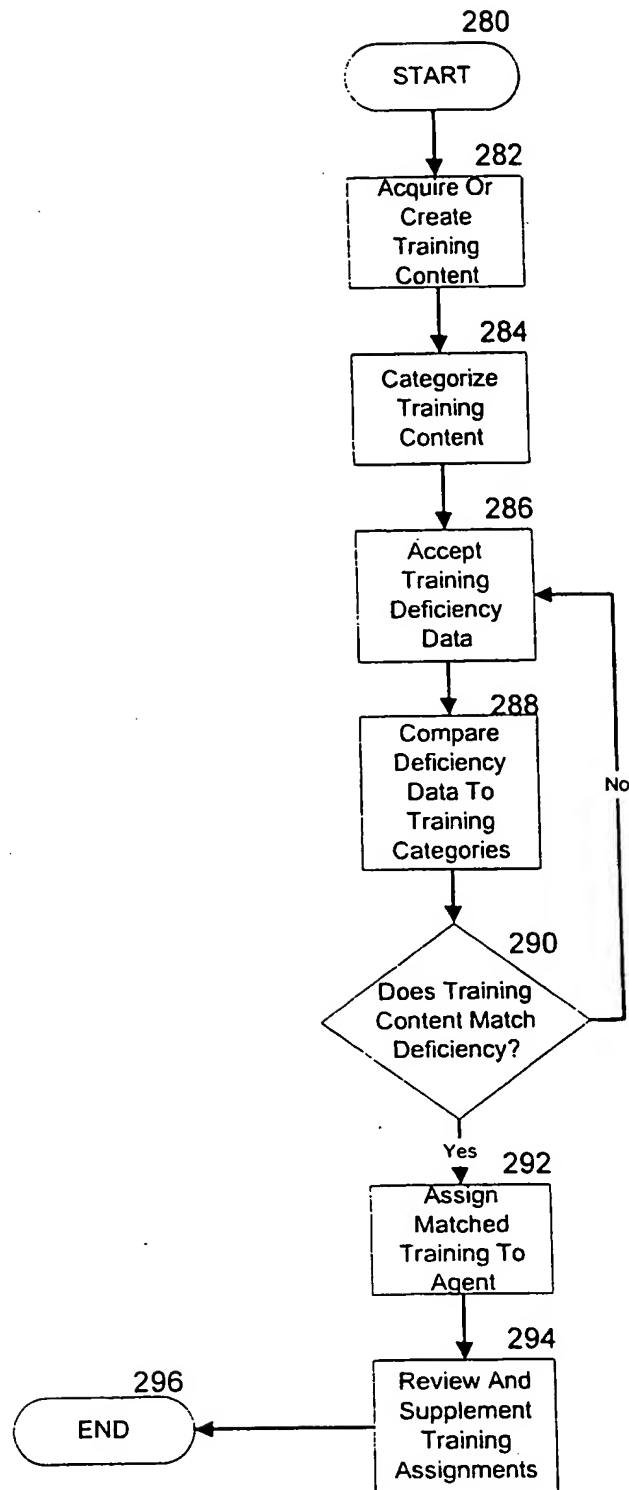 280
START
282
Acquire Or
Create
Training
Content
284
Categorize
Training
Content
286
Accept
Training
Deficiency
Data
288
Compare
Deficiency
Data To
Training
Categories
No
290
Does Training
Content Match
Deficiency?
Yes
292
Assign
Matched
Training To
Agent
294
Review And
Supplement
Training
Assignments
296
END